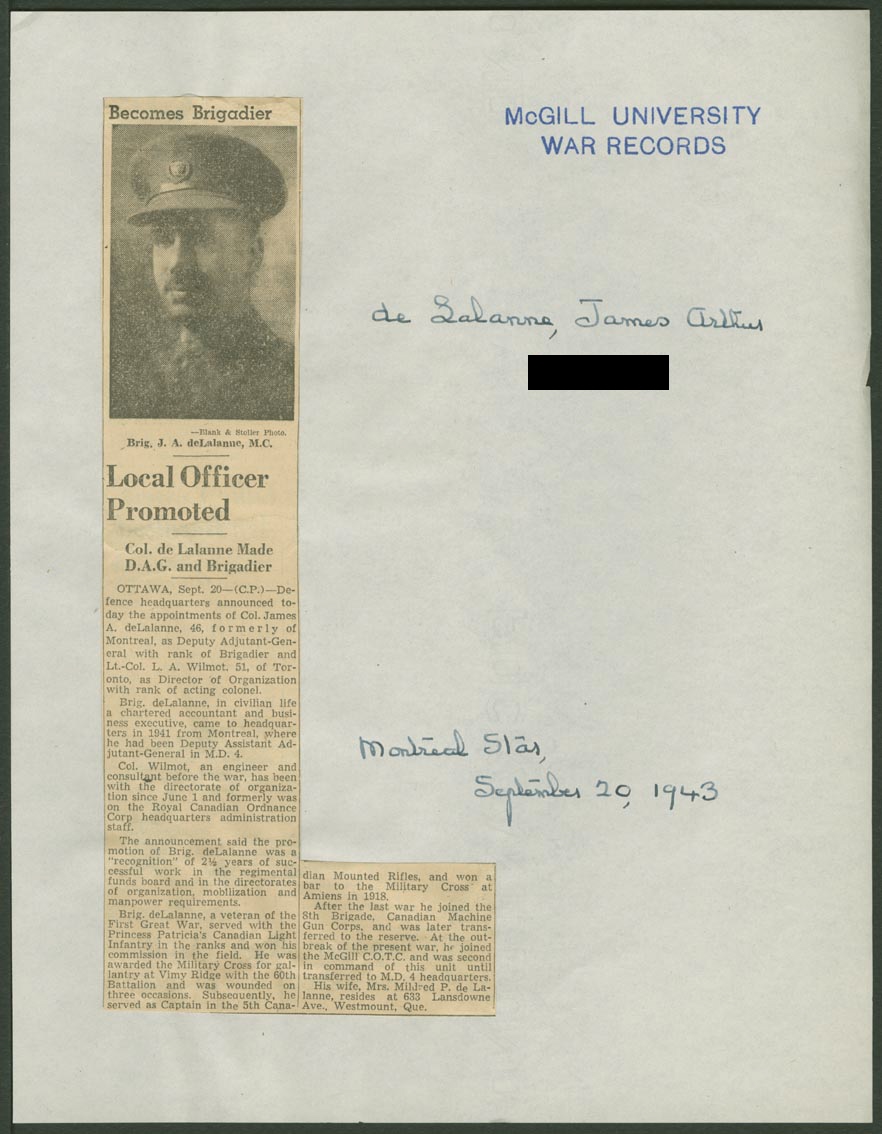 Becomes Brigadier
McGILL UNIVERSITY
WAR RECORDS
de Lalanne, James Arthur
—Blank & Stoller Photo.
Brig. J. A. deLalanne, M.C.
Local Officer
Promoted
Col. de Lalanne Made
D.A.G. and Brigadier
OTTAWA, Sept. 20—(C.P.)—De-
fence headquarters announced to-
day the appointments of Col. James
A. deLalanne, 46, formerly of
Montreal, as Deputy Adjutant-Gen-
eral with rank of Brigadier and
Lt.-Col. L. A. Wilmot, 51, of Tor-
onto, as Director of Organization
with rank of acting colonel.
Brig. deLalanne, in civilian life
a chartered accountant and busi-
ness executive, came to headquar-
ters in 1941 from Montreal, where
he had been Deputy Assistant Ad-
jutant-General in M.D. 4.
Col. Wilmot, an engineer and
consultant before the war, has been
with the directorate of organiza-
tion since June 1 and formerly was
on the Royal Canadian Ordnance
Corp headquarters administration
staff.
The announcement said the pro-
motion of Brig. deLalanne was a
"recognition" of 2½ years of suc-
cessful work in the regimental
funds board and in the directorates
of organization, mobilization and
manpower requirements.
Brig. deLalanne, a veteran of the
First Great War, served with the
Princess Patricia's Canadian Light
Infantry in the ranks and won his
commission in the field. He was
awarded the Military Cross for gal-
lantry at Vimy Ridge with the 60th
Battalion and was wounded on
three occasions. Subsequently, he
served as Captain in the 5th Cana-
dian Mounted Rifles, and won a
bar to the Military Cross at
Amiens in 1918.
After the last war he joined the
8th Brigade, Canadian Machine
Gun Corps, and was later trans-
ferred to the reserve. At the out-
break of the present war, he joined
the McGill C.O.T.C. and was second
in command of this unit until
transferred to M.D. 4 headquarters.
His wife, Mrs. Mildred P. de La-
lanne, resides at 633 Lansdowne
Ave., Westmount, Que.
Montreal Star,
September 20, 1943